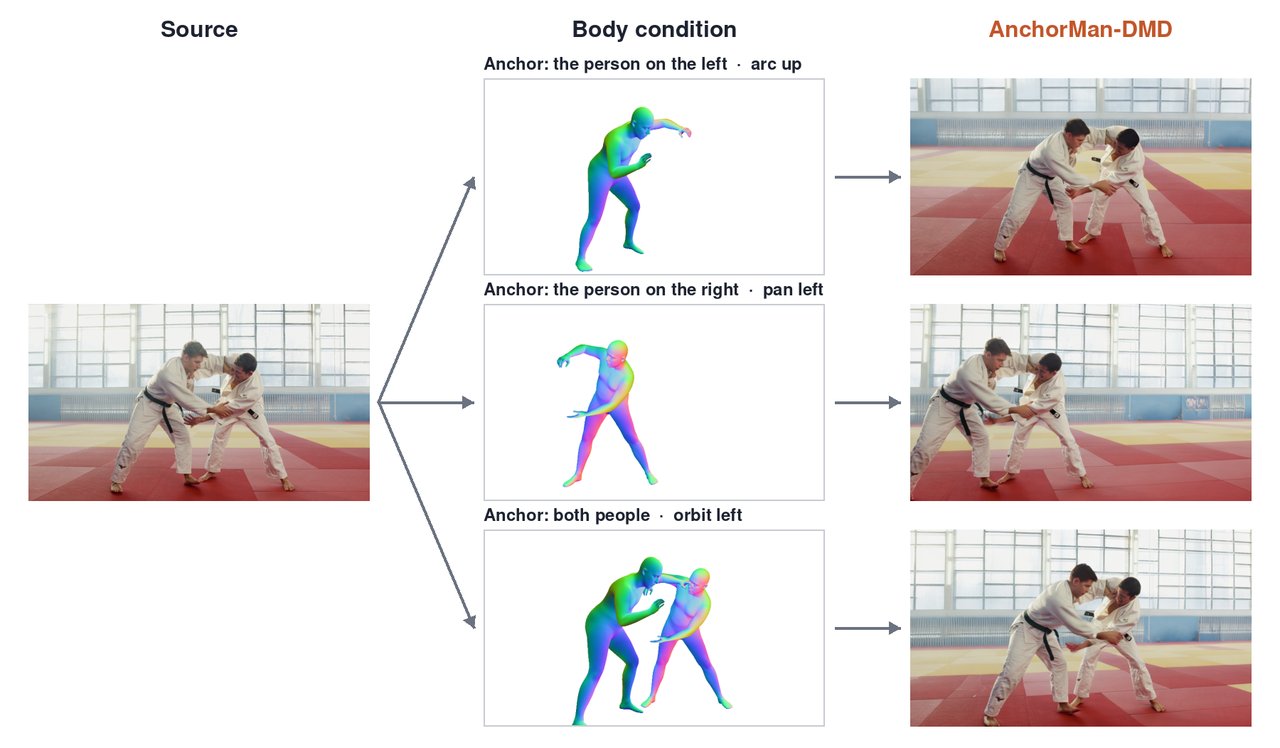 Source
Body condition
AnchorMan-DMD
Anchor: the person on the left · arc up
Anchor: the person on the right · pan left
Anchor: both people · orbit left